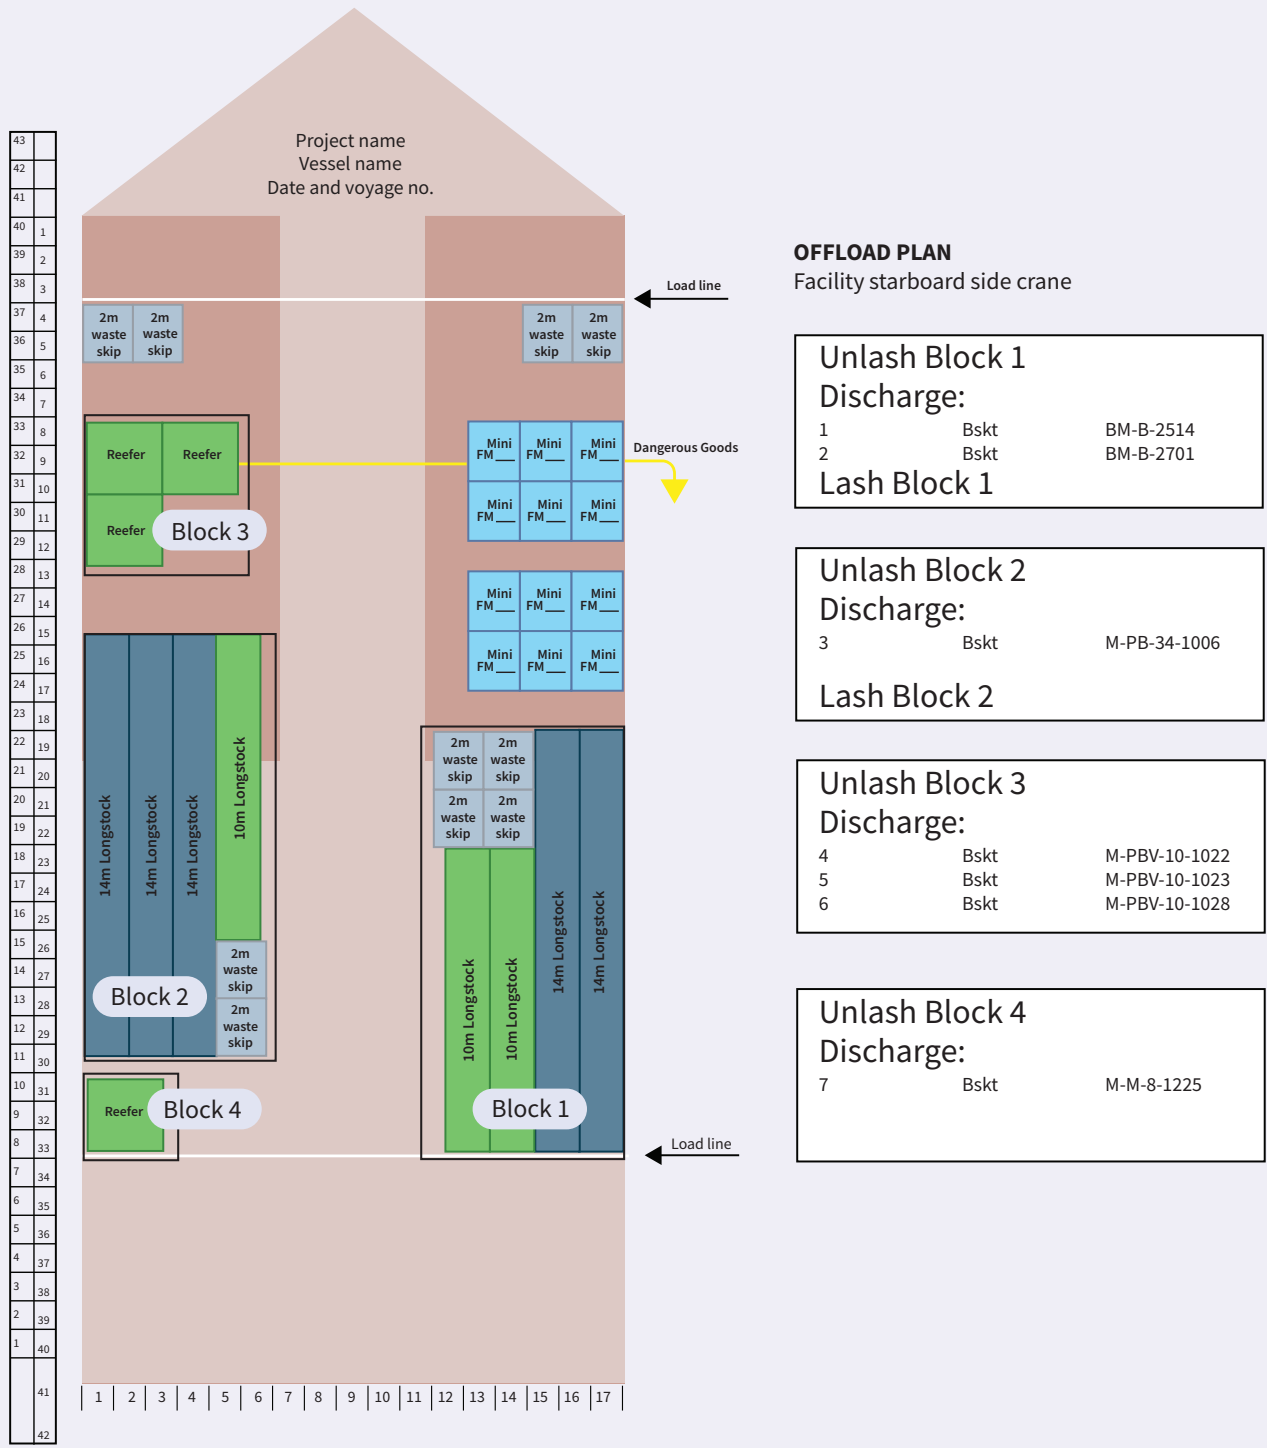 Project name
Vessel name
Date and voyage no.
43
42
41
40 1
39 2
38 3
37 4
36 5
35 6
34 7
33 8
32 9
31 10
30 11
29 12
28 13
27 14
26 15
25 16
24 17
23 18
22 19
21 20
20 21
19 22
18 23
17 24
16 25
15 26
14 27
13 28
12 29
11 30
10 31
9 32
8 33
7 34
6 35
5 36
4 37
3 38
2 39
1 40
41
42
Load line
2m
waste
skip
2m
waste
skip
2m
waste
skip
2m
waste
skip
Reefer
Reefer
Reefer
Block 3
Mini
FM___
Mini
FM___
Mini
FM___
Mini
FM___
Mini
FM___
Mini
FM___
Dangerous Goods
Mini
FM___
Mini
FM___
Mini
FM___
Mini
FM___
Mini
FM___
Mini
FM___
14m Longstock
14m Longstock
14m Longstock
10m Longstock
2m
waste
skip
2m
waste
skip
Block 2
2m
waste
skip
2m
waste
skip
2m
waste
skip
2m
waste
skip
10m Longstock
10m Longstock
14m Longstock
14m Longstock
Block 1
Reefer
Block 4
Load line
1 2 3 4 5 6 7 8 9 10 11 12 13 14 15 16 17
OFFLOAD PLAN
Facility starboard side crane
Unlash Block 1
Discharge:
1 Bskt BM-B-2514
2 Bskt BM-B-2701
Lash Block 1
Unlash Block 2
Discharge:
3 Bskt M-PB-34-1006
Lash Block 2
Unlash Block 3
Discharge:
4 Bskt M-PBV-10-1022
5 Bskt M-PBV-10-1023
6 Bskt M-PBV-10-1028
Unlash Block 4
Discharge:
7 Bskt M-M-8-1225